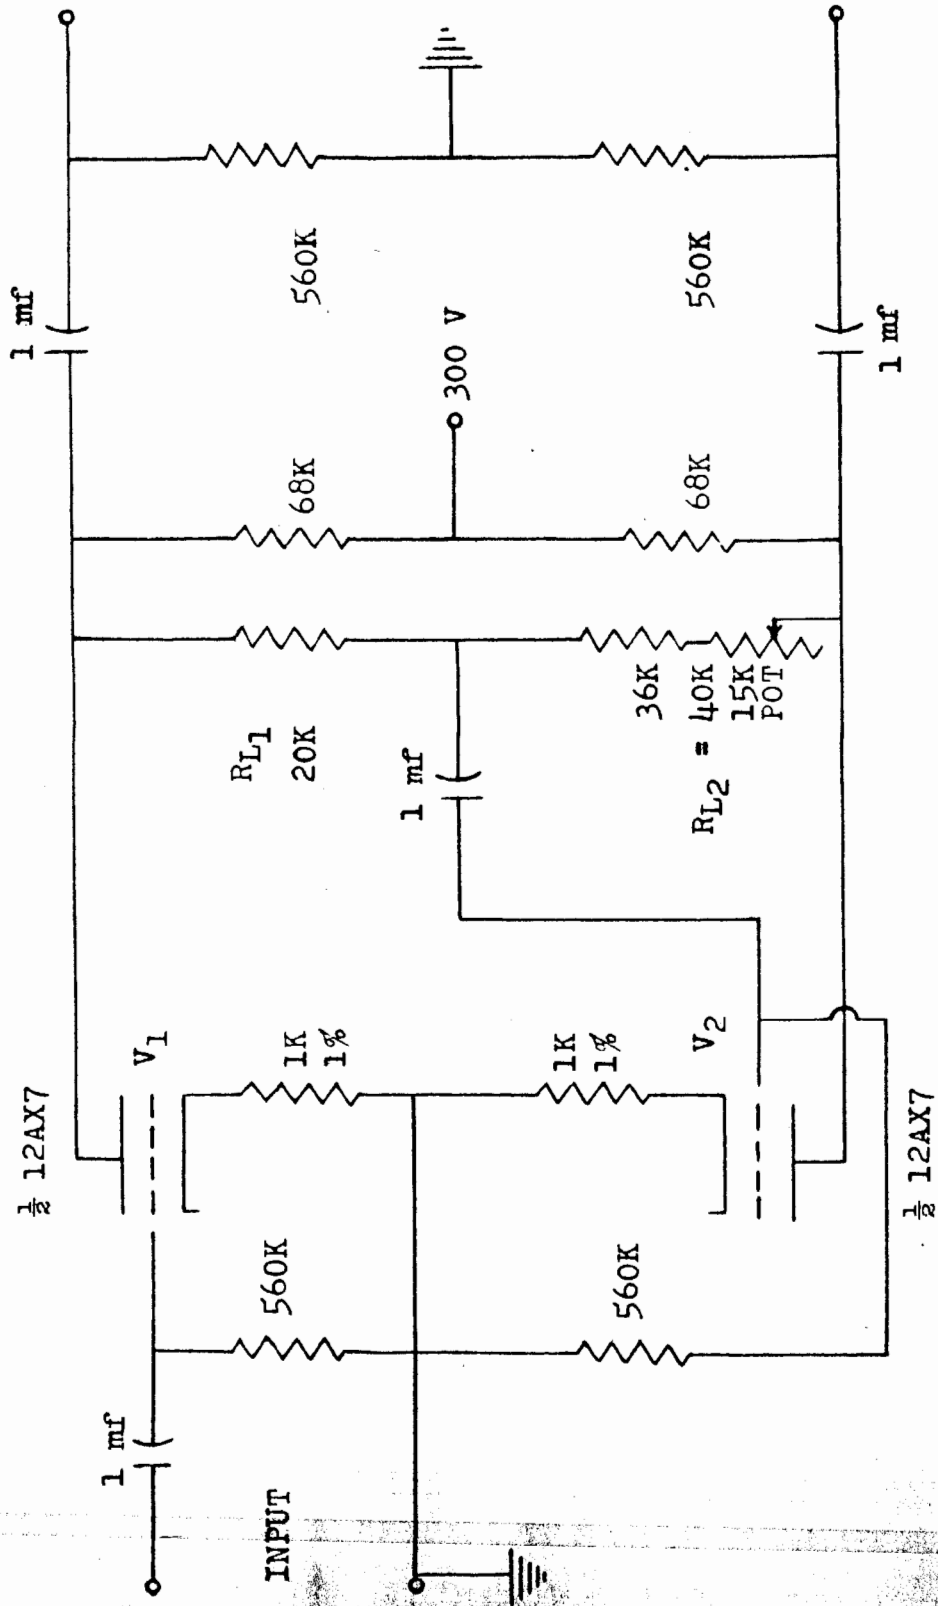 1 mf
560K
560K
300 V
1 mf
68K
68K
RL1
20K
36K
RL2 = 40K
15K
POT
1 mf
½ 12AX7
V1
1K
1%
1K
1%
V2
½ 12AX7
560K
560K
1 mf
INPUT